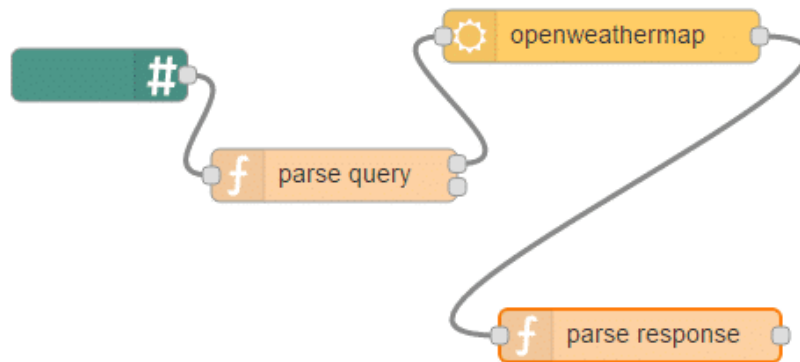 #
openweathermap
f parse query
f parse response